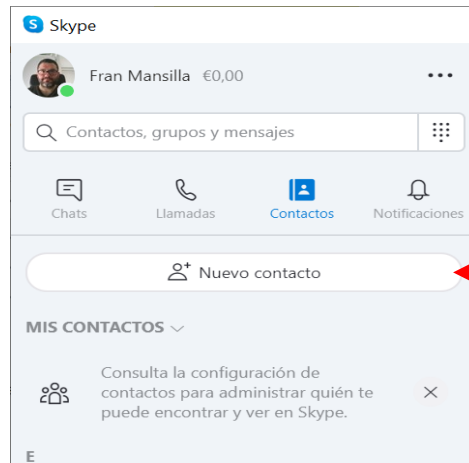 Skype
Fran Mansilla €0,00
Contactos, grupos y mensajes
Chats Llamadas Contactos Notificaciones
Nuevo contacto
MIS CONTACTOS
Consulta la configuración de
contactos para administrar quién te
puede encontrar y ver en Skype.
E